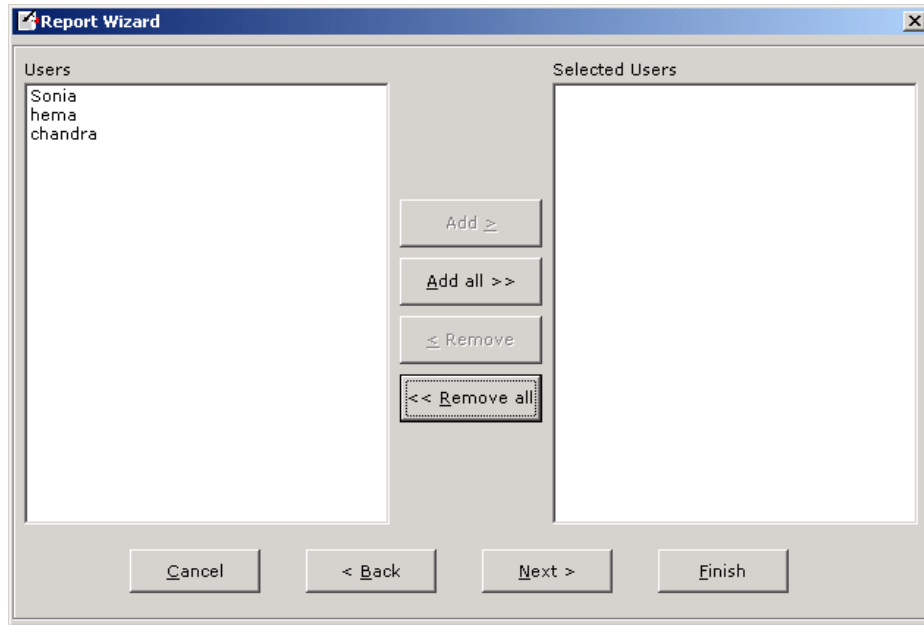 Report Wizard
Users
Selected Users
Sonia
hema
chandra
Add >
Add all >>
< Remove
<< Remove all
Cancel
< Back
Next >
Finish